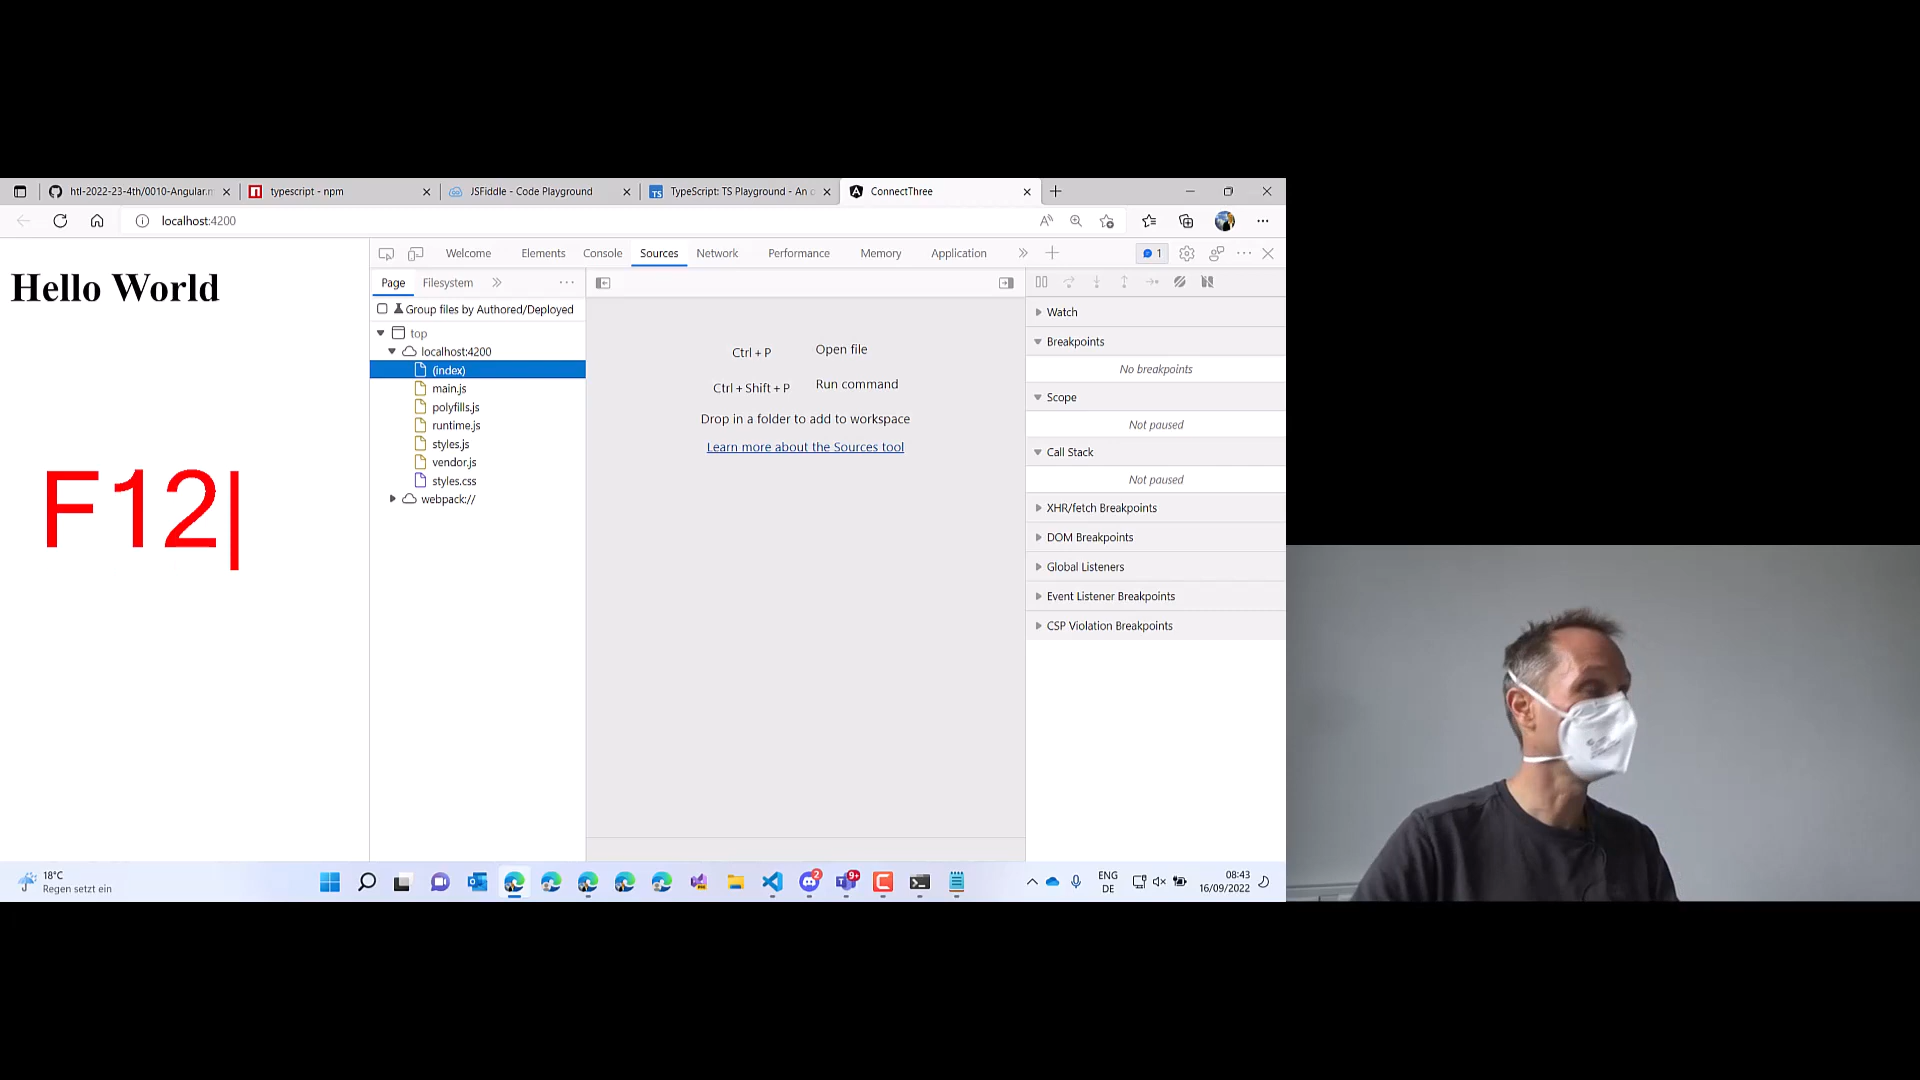 htl-2022-23-4th/0010-Angular.m
typescript - npm
JSFiddle - Code Playground
TS
TypeScript: TS Playground - An o
ConnectThree
localhost:4200
Hello World
F12
Welcome
Elements
Console
Sources
Network
Performance
Memory
Application
1
Page
Filesystem
Group files by Authored/Deployed
top
localhost:4200
(index)
main.js
polyfills.js
runtime.js
styles.js
vendor.js
styles.css
webpack://
Ctrl + P Open file
Ctrl + Shift + P Run command
Drop in a folder to add to workspace
Learn more about the Sources tool
Watch
Breakpoints
No breakpoints
Scope
Not paused
Call Stack
Not paused
XHR/fetch Breakpoints
DOM Breakpoints
Global Listeners
Event Listener Breakpoints
CSP Violation Breakpoints
18°C
Regen setzt ein
2
9+
ENG
DE
08:43
16/09/2022